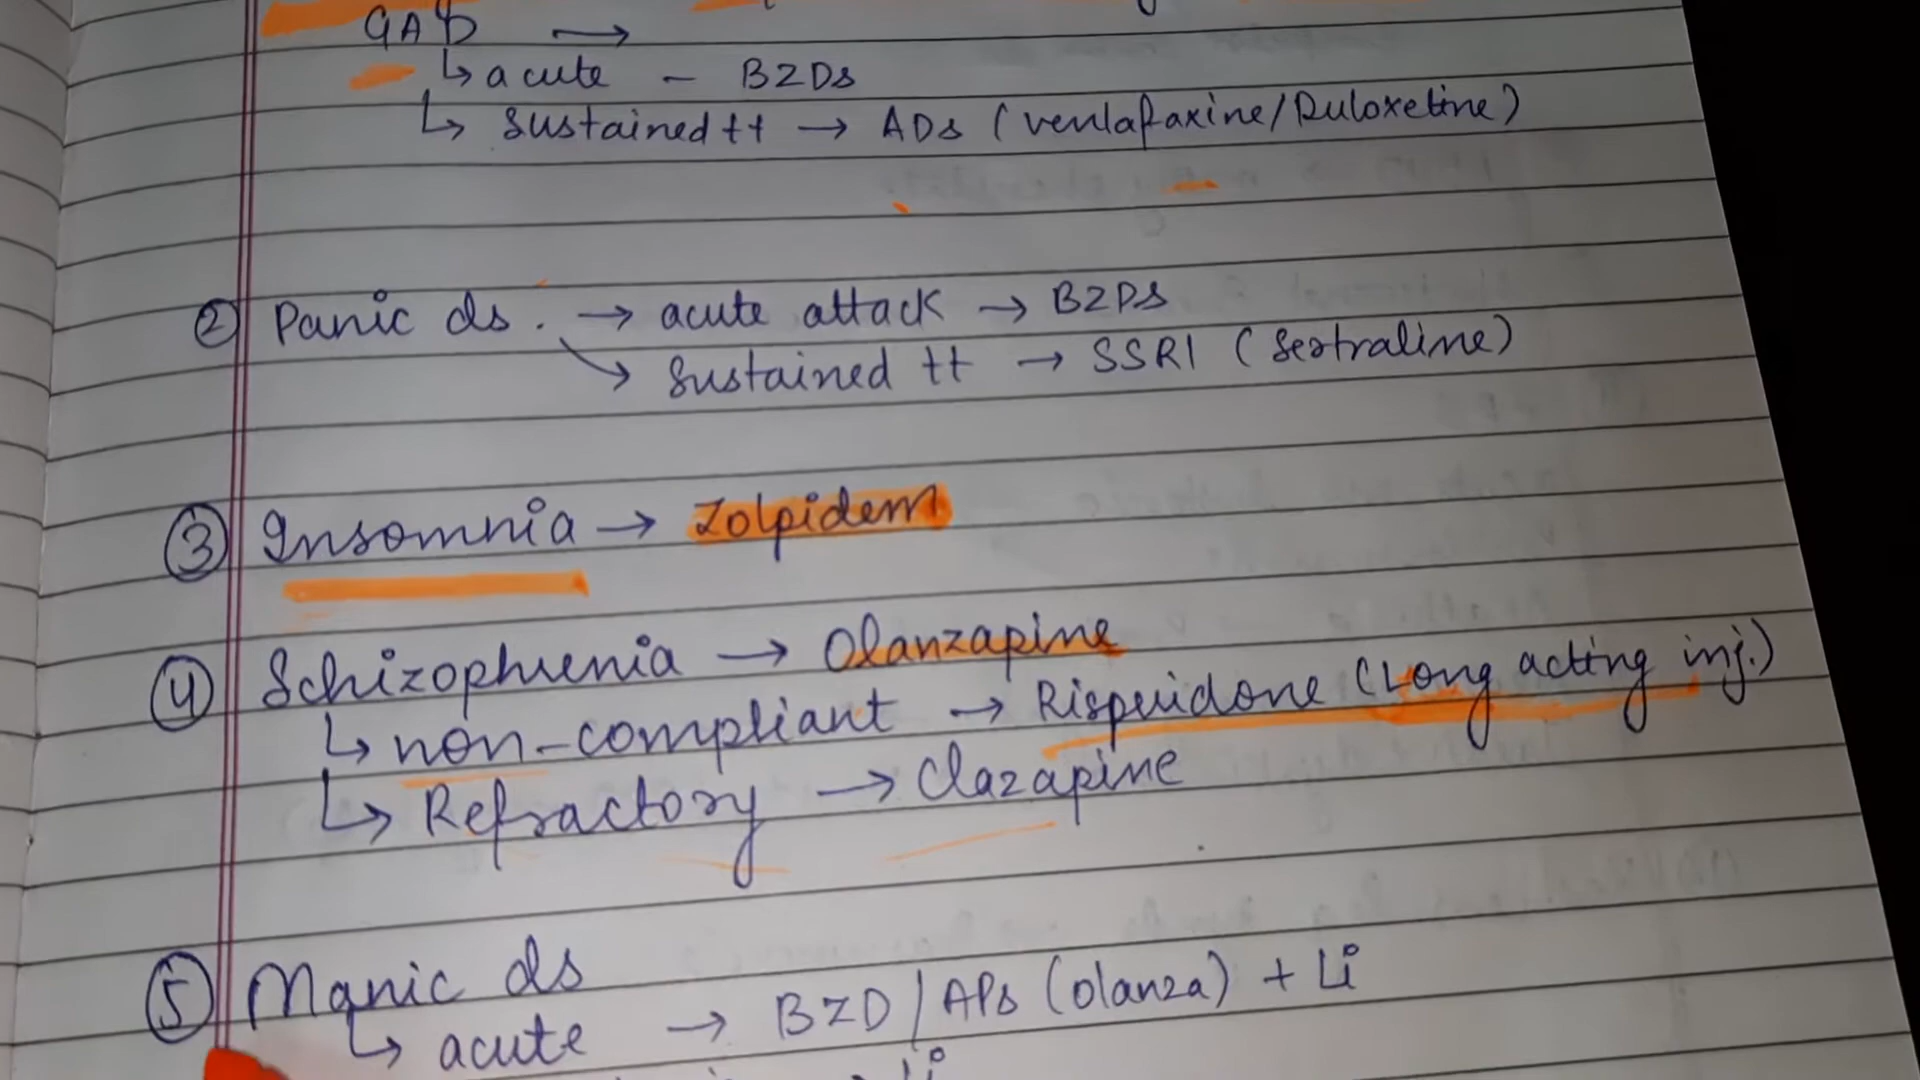 GAD →
↳ acute - BZDs
↳ Sustained tt → ADs (venlafaxine/Duloxetine)
② Panic ds. → acute attack → BZDs
↘ Sustained tt → SSRI (Sertraline)
③ Insomnia → Zolpidem
④ Schizophrenia → Olanzapine
↳ non-compliant → Risperidone (Long acting inj.)
↳ Refractory → Clazapine
⑤ Manic ds
↳ acute → BZD / APs (olanza) + Li
Li